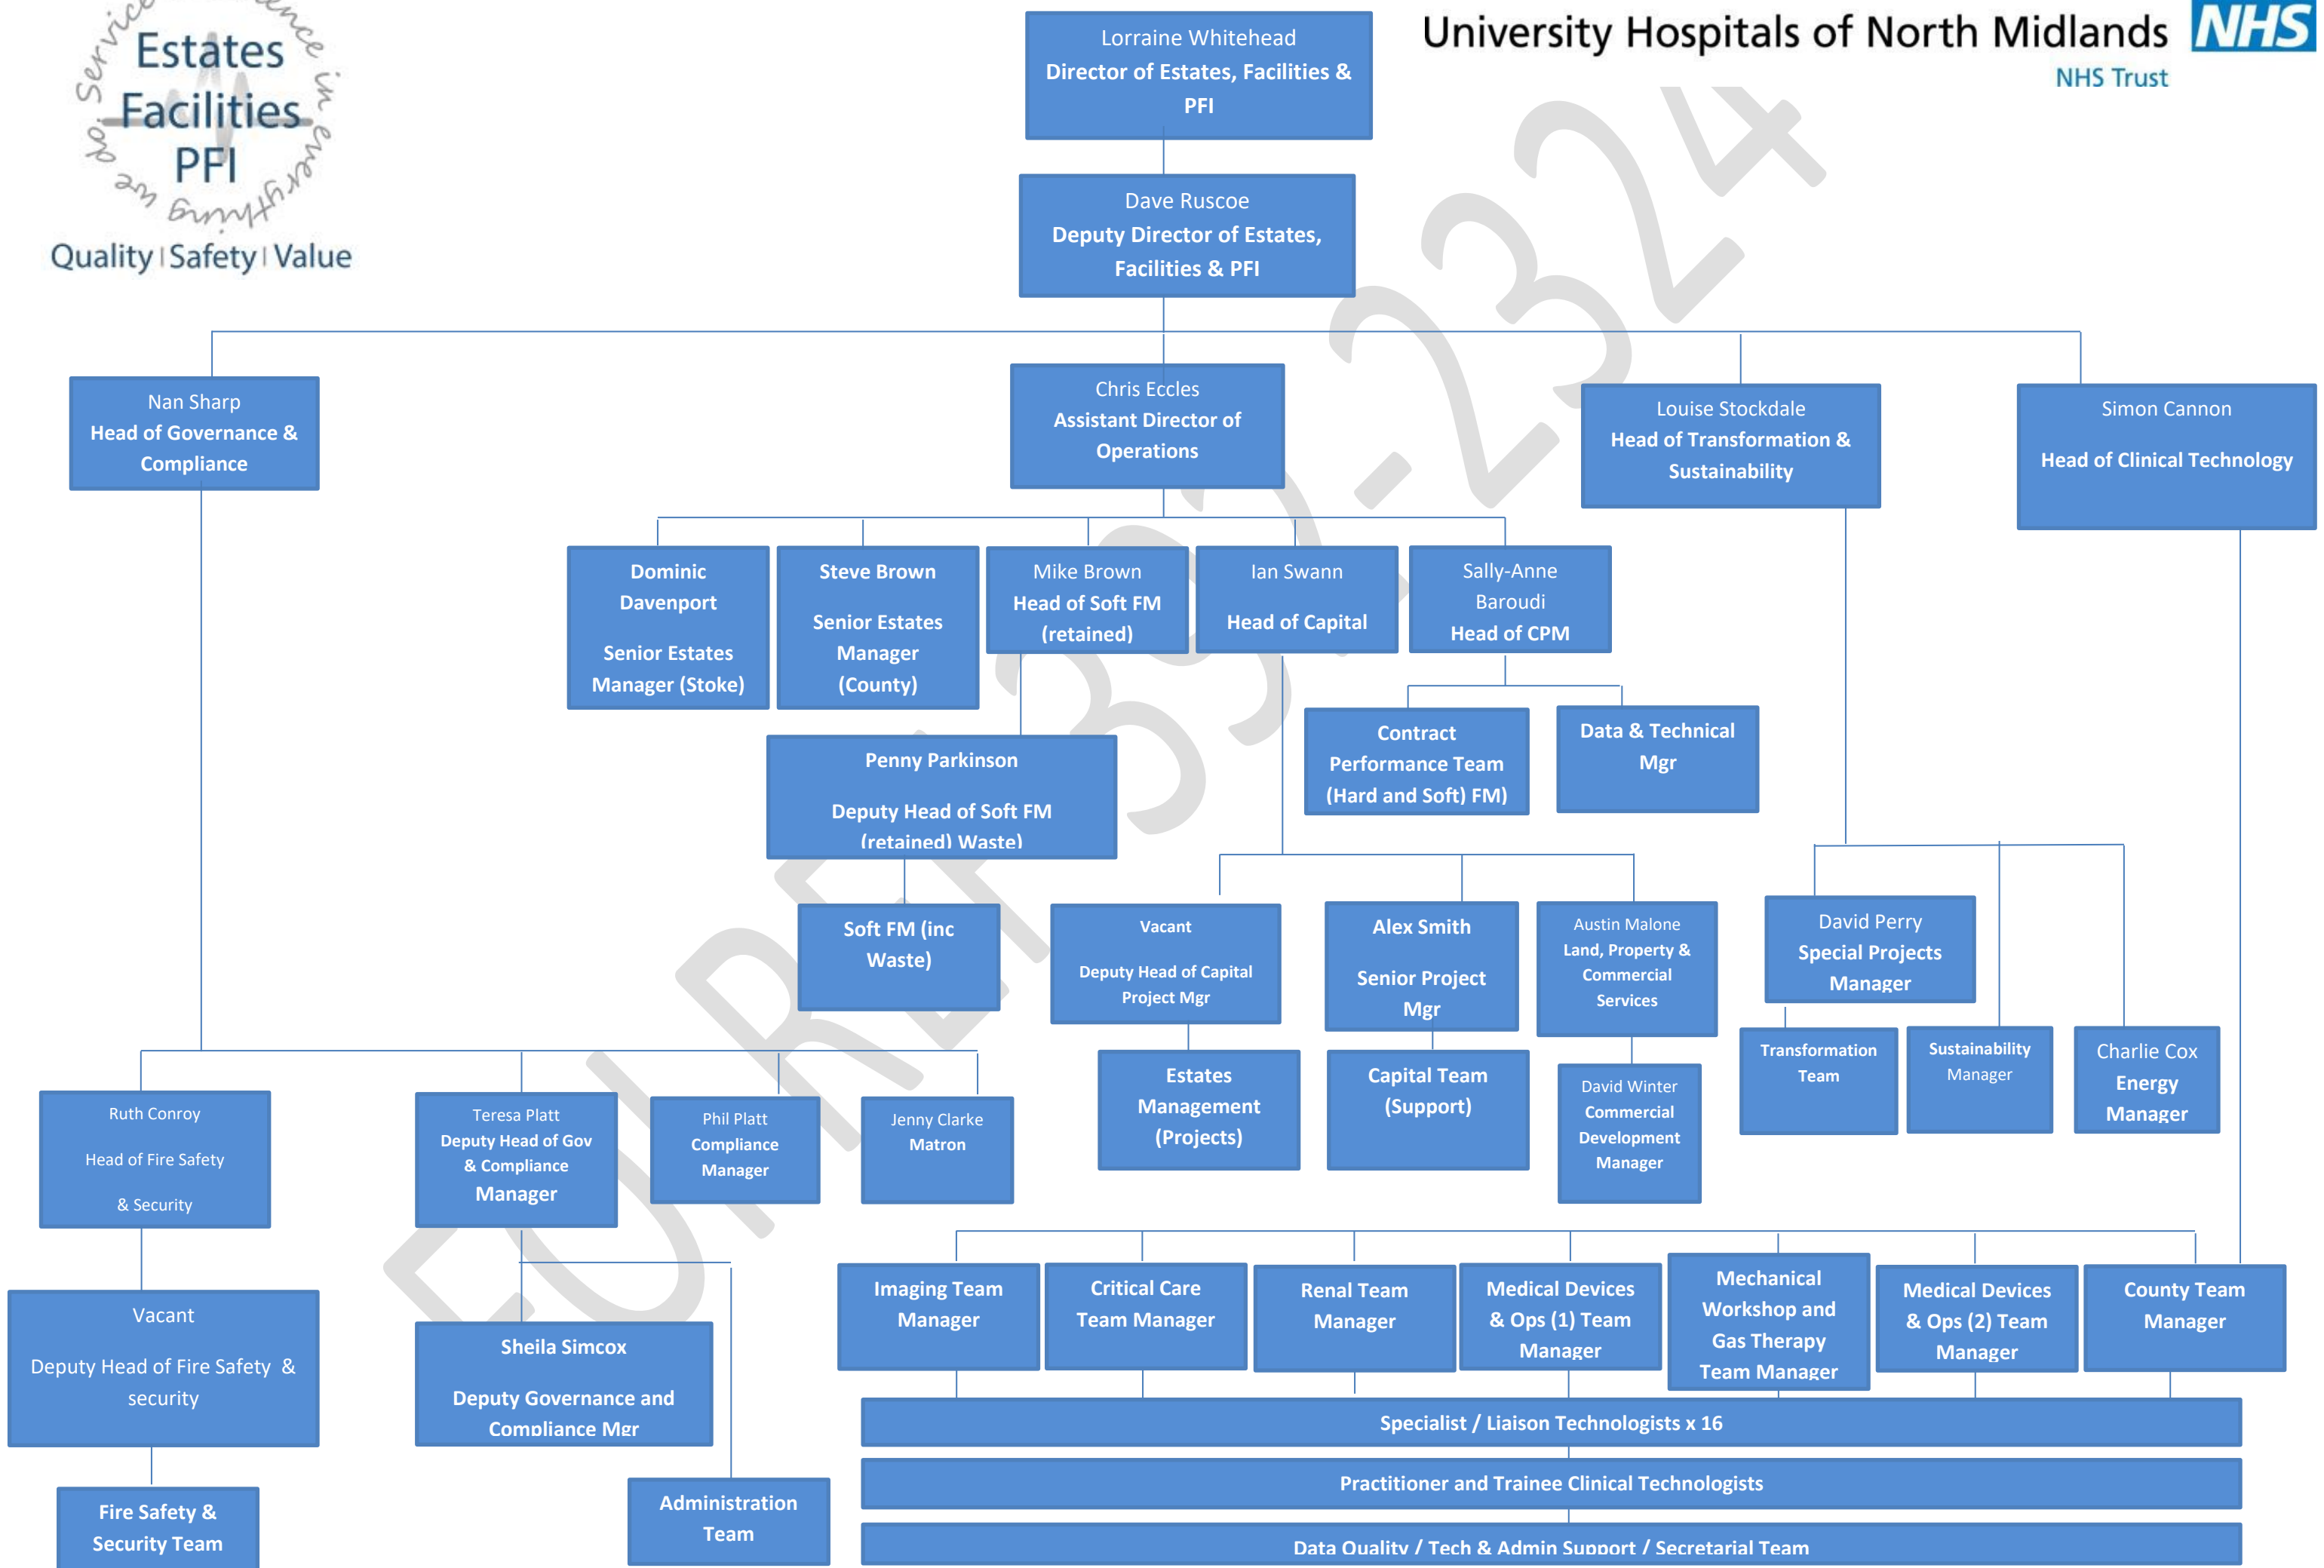 Service
in everything we do.
Estates
Facilities
PFI
Quality | Safety | Value
University Hospitals of North Midlands NHS
NHS Trust
Lorraine Whitehead
Director of Estates, Facilities &
PFI
Dave Ruscoe
Deputy Director of Estates,
Facilities & PFI
Nan Sharp
Head of Governance &
Compliance
Chris Eccles
Assistant Director of
Operations
Louise Stockdale
Head of Transformation &
Sustainability
Simon Cannon
Head of Clinical Technology
Dominic
Davenport
Senior Estates
Manager (Stoke)
Steve Brown
Senior Estates
Manager
(County)
Mike Brown
Head of Soft FM
(retained)
Ian Swann
Head of Capital
Sally-Anne
Baroudi
Head of CPM
Contract
Performance Team
(Hard and Soft) FM)
Data & Technical
Mgr
Penny Parkinson
Deputy Head of Soft FM
(retained) Waste)
Soft FM (inc
Waste)
Vacant
Deputy Head of Capital
Project Mgr
Alex Smith
Senior Project
Mgr
Austin Malone
Land, Property &
Commercial
Services
David Perry
Special Projects
Manager
Estates
Management
(Projects)
Capital Team
(Support)
David Winter
Commercial
Development
Manager
Transformation
Team
Sustainability
Manager
Charlie Cox
Energy
Manager
Ruth Conroy
Head of Fire Safety
& Security
Teresa Platt
Deputy Head of Gov
& Compliance
Manager
Phil Platt
Compliance
Manager
Jenny Clarke
Matron
Vacant
Deputy Head of Fire Safety &
security
Sheila Simcox
Deputy Governance and
Compliance Mgr
Fire Safety &
Security Team
Administration
Team
Imaging Team
Manager
Critical Care
Team Manager
Renal Team
Manager
Medical Devices
& Ops (1) Team
Manager
Mechanical
Workshop and
Gas Therapy
Team Manager
Medical Devices
& Ops (2) Team
Manager
County Team
Manager
Specialist / Liaison Technologists x 16
Practitioner and Trainee Clinical Technologists
Data Quality / Tech & Admin Support / Secretarial Team